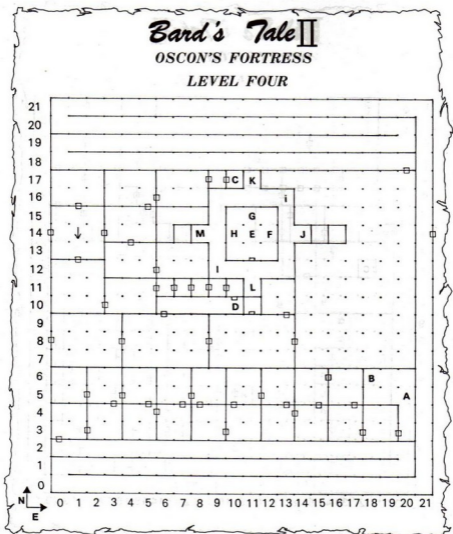 Bard's Tale II
OSCON'S FORTRESS
LEVEL FOUR
21
20
19
18
17 C K
16 i
15 G
14 M H E F J
13
12 I
11 L
10 D
9
8
7
6 B
5 A
4
3
2
1
0
N
E
0 1 2 3 4 5 6 7 8 9 10 11 12 13 14 15 16 17 18 19 20 21